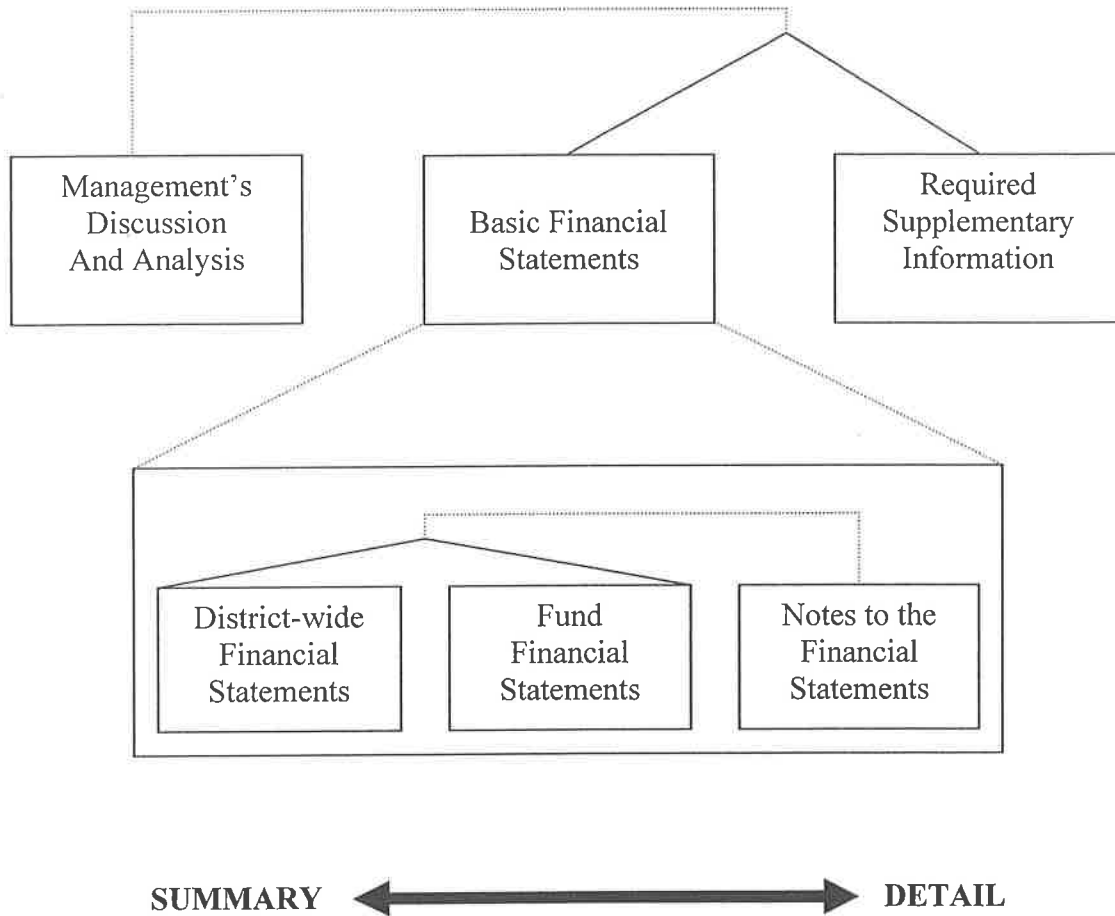 Management's
Discussion
And Analysis
Basic Financial
Statements
Required
Supplementary
Information
District-wide
Financial
Statements
Fund
Financial
Statements
Notes to the
Financial
Statements
SUMMARY
DETAIL